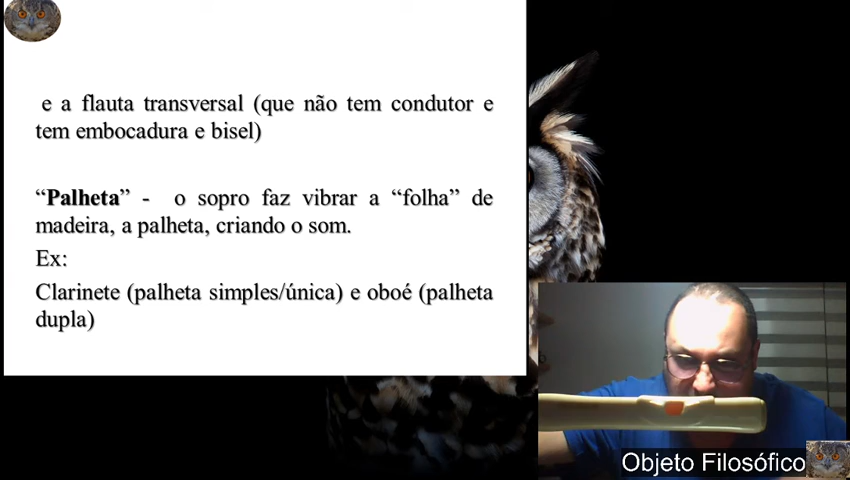 e a flauta transversal (que não tem condutor e
tem embocadura e bisel)
“Palheta” - o sopro faz vibrar a “folha” de
madeira, a palheta, criando o som.
Ex:
Clarinete (palheta simples/única) e oboé (palheta
dupla)
Objeto Filosófico